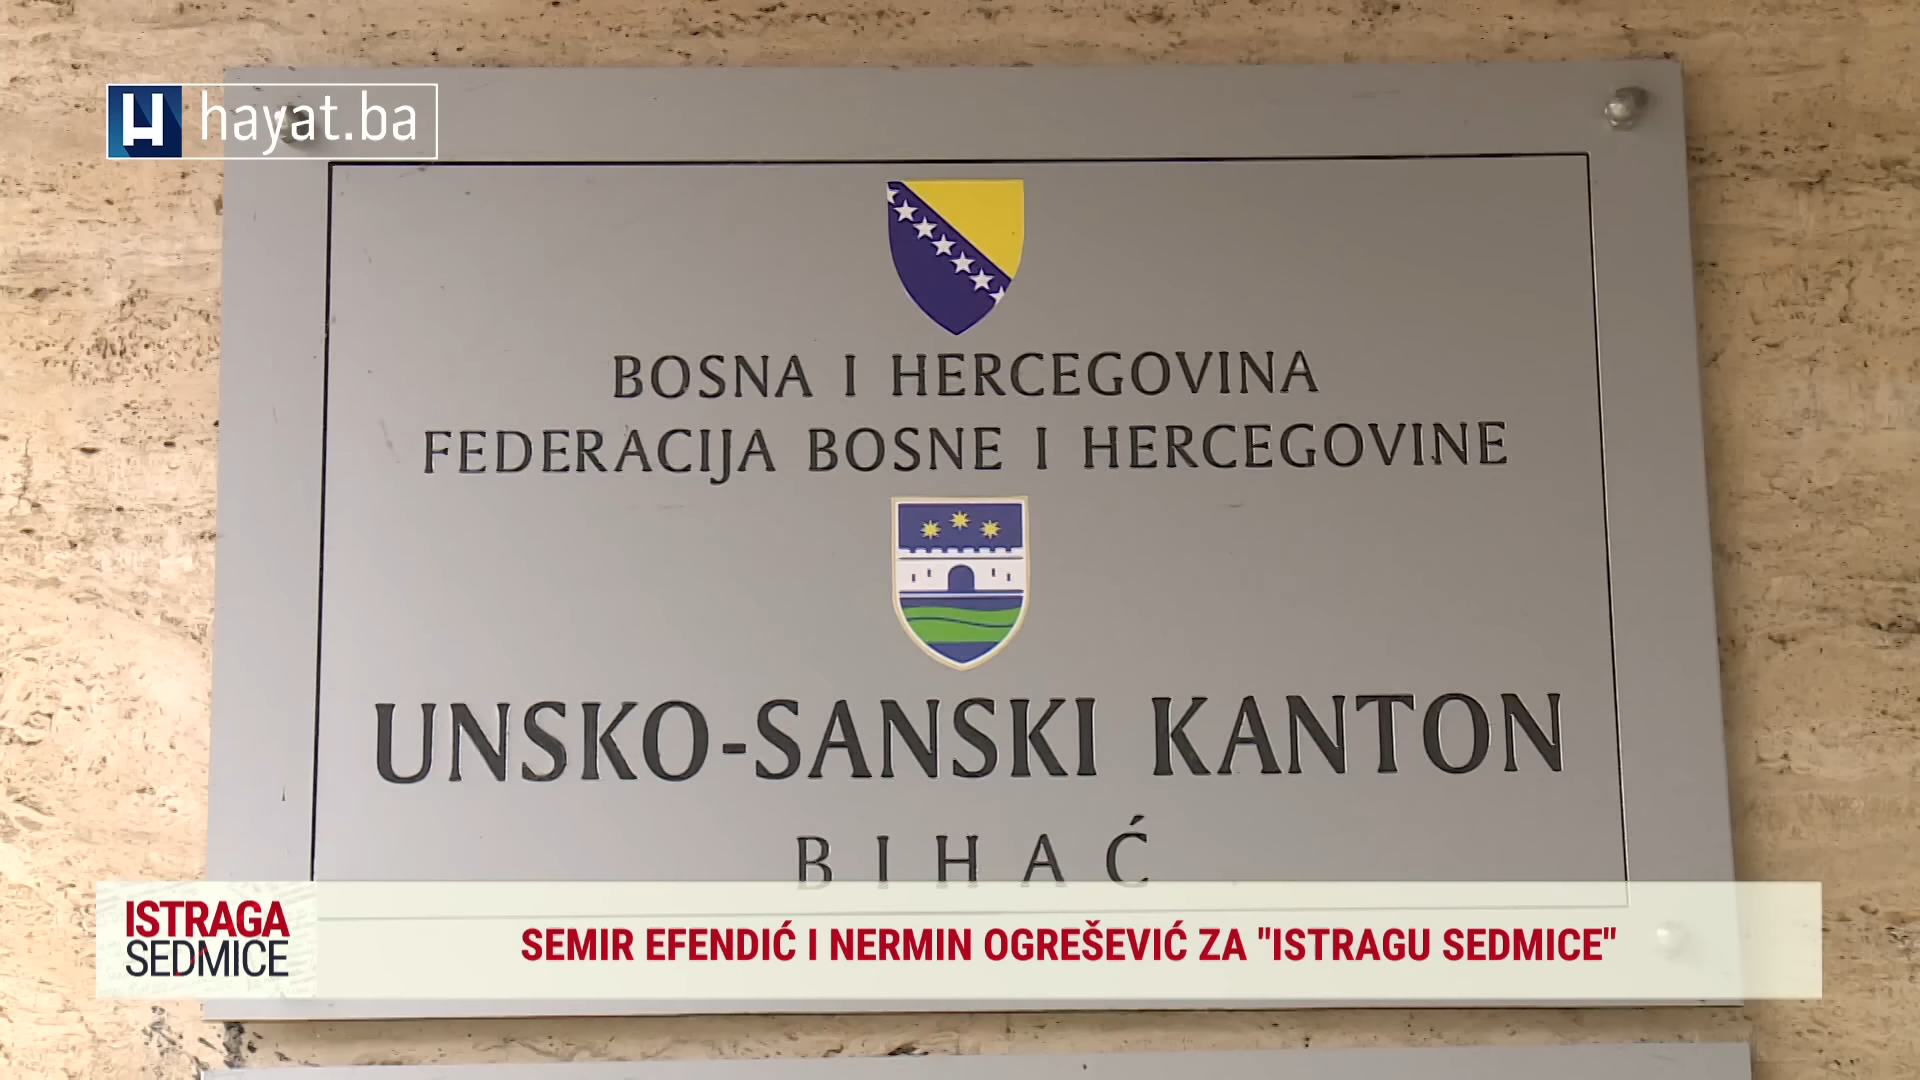 hayat.ba
BOSNA I HERCEGOVINA
FEDERACIJA BOSNE I HERCEGOVINE
UNSKO-SANSKI KANTON
BIHAĆ
ISTRAGA
SEDMICE
SEMIR EFENDIĆ I NERMIN OGREŠEVIĆ ZA "ISTRAGU SEDMICE"